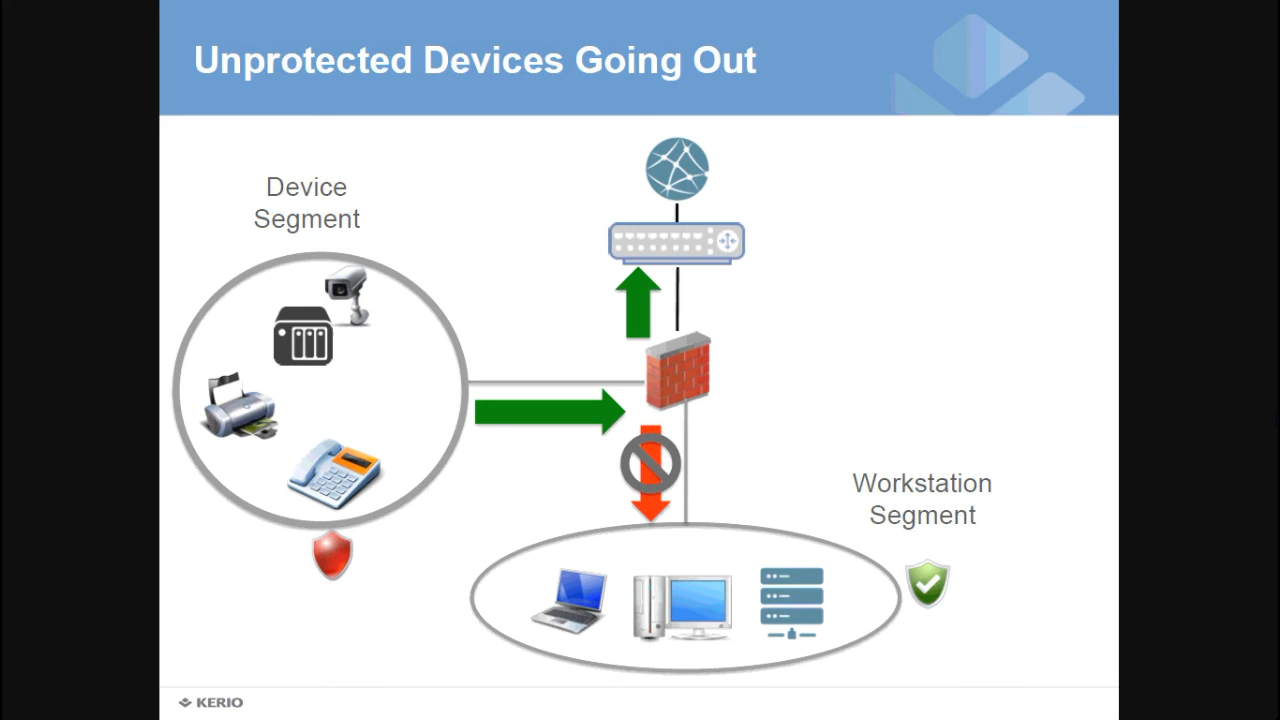 Unprotected Devices Going Out
Device
Segment
Workstation
Segment
KERIO